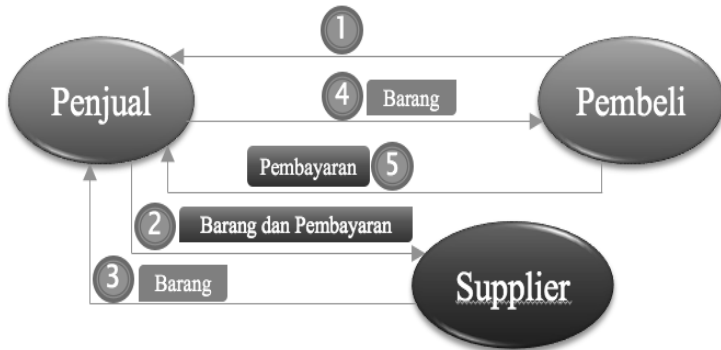 1
Penjual
Pembeli
4 Barang
Pembayaran 5
2 Barang dan Pembayaran
3 Barang
Supplier